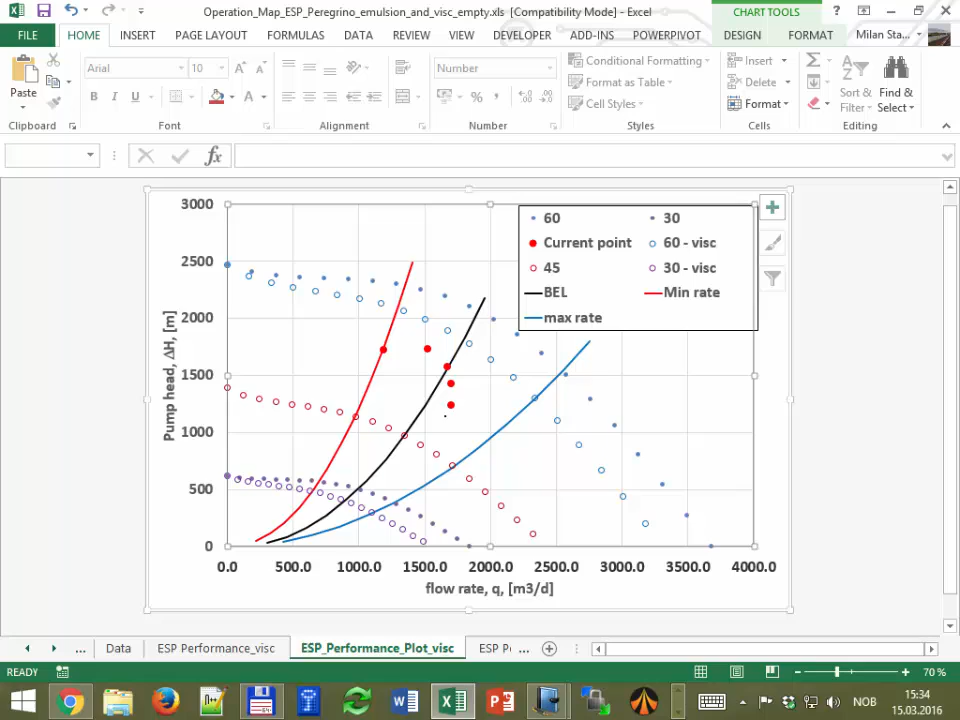 Operation_Map_ESP_Peregrino_emulsion_and_visc_empty.xls [Compatibility Mode] - Excel
CHART TOOLS
?
FILE HOME INSERT PAGE LAYOUT FORMULAS DATA REVIEW VIEW DEVELOPER ADD-INS POWERPIVOT DESIGN FORMAT Milan Sta...
Paste
Arial 10
B I U
Number
%
Conditional Formatting
Format as Table
Cell Styles
Insert
Delete
Format
Sort & Filter
Find & Select
Clipboard Font Alignment Number Styles Cells Editing
fx
3000
2500
2000
1500
1000
500
0
Pump head, ΔH, [m]
60 30
Current point 60 - visc
45 30 - visc
BEL Min rate
max rate
0.0 500.0 1000.0 1500.0 2000.0 2500.0 3000.0 3500.0 4000.0
flow rate, q, [m3/d]
... Data ESP Performance_visc ESP_Performance_Plot_visc ESP P ...
READY 70 %
NOB
15:34
15.03.2016